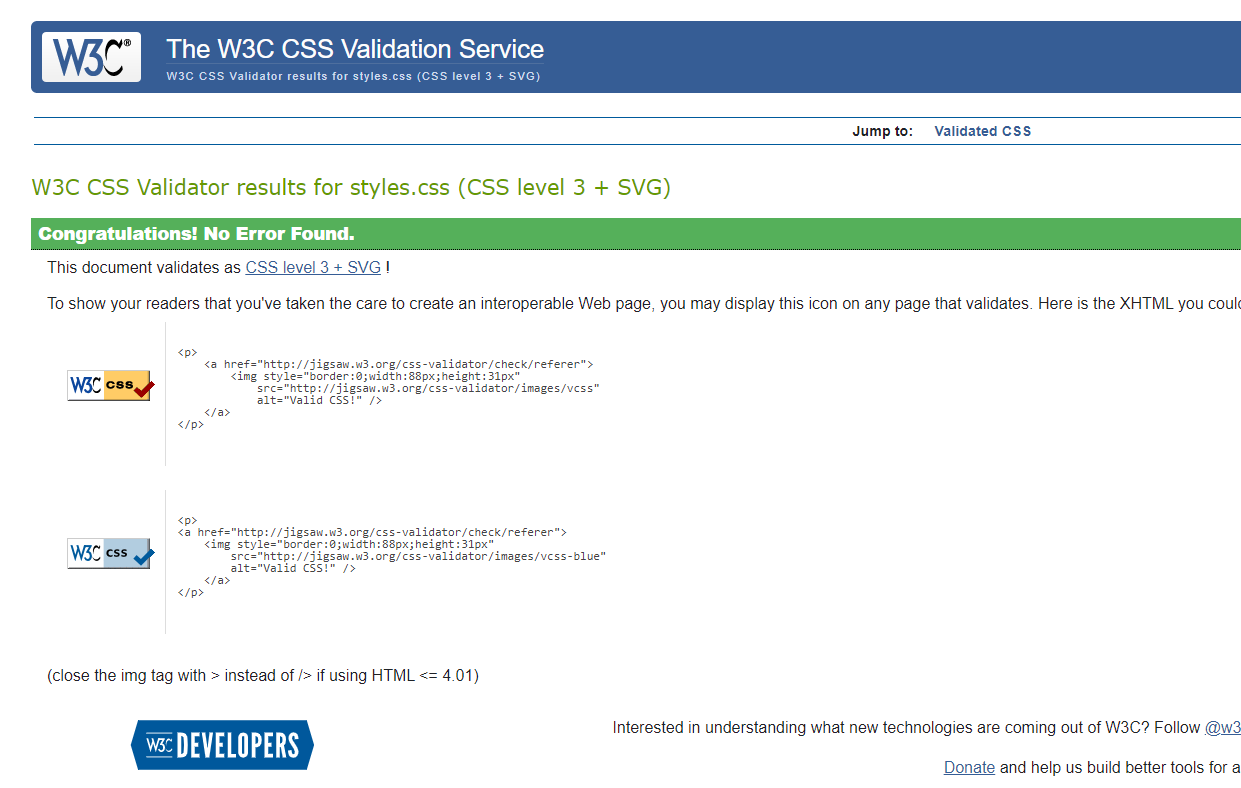 W3C® The W3C CSS Validation Service
W3C CSS Validator results for styles.css (CSS level 3 + SVG)
Jump to: Validated CSS
W3C CSS Validator results for styles.css (CSS level 3 + SVG)
Congratulations! No Error Found.
This document validates as CSS level 3 + SVG !
To show your readers that you've taken the care to create an interoperable Web page, you may display this icon on any page that validates. Here is the XHTML you
W3C css
<p>
<a href="http://jigsaw.w3.org/css-validator/check/referer">
<img style="border:0;width:88px;height:31px"
src="http://jigsaw.w3.org/css-validator/images/vcss"
alt="Valid CSS!" />
</a>
</p>
W3C css
<p>
<a href="http://jigsaw.w3.org/css-validator/check/referer">
<img style="border:0;width:88px;height:31px"
src="http://jigsaw.w3.org/css-validator/images/vcss-blue"
alt="Valid CSS!" />
</a>
</p>
(close the img tag with > instead of /> if using HTML <= 4.01)
W3C DEVELOPERS
Interested in understanding what new technologies are coming out of W3C? Follow @w3
Donate and help us build better tools for a